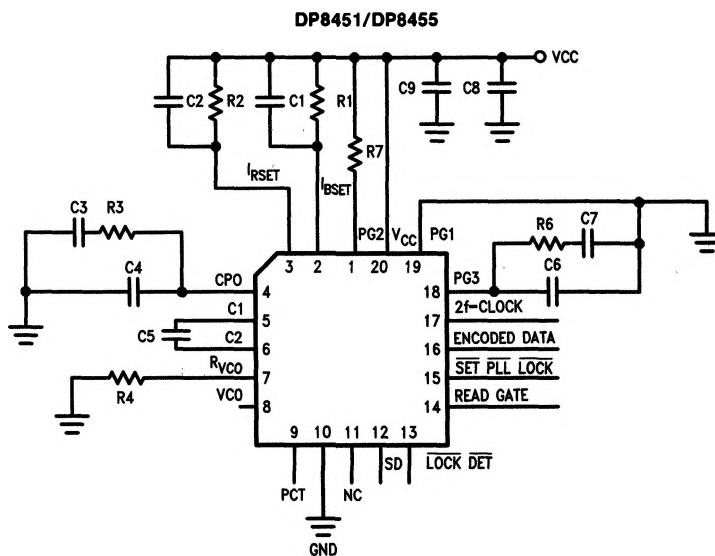 DP8451/DP8455
VCC
C2 R2 C1 R1 R7 C9 C8
IRSET IBSET
PG2 VCC PG1
C3 R3 R6 C7
C4 C6
3 2 1 20 19
CPO 4 18 PG3
C1 5 17 2f-CLOCK
C5
C2 6 16 ENCODED DATA
RVCO 7 15 SET PLL LOCK
R4
VCO 8 14 READ GATE
9 10 11 12 13
PCT NC SD LOCK DET
GND